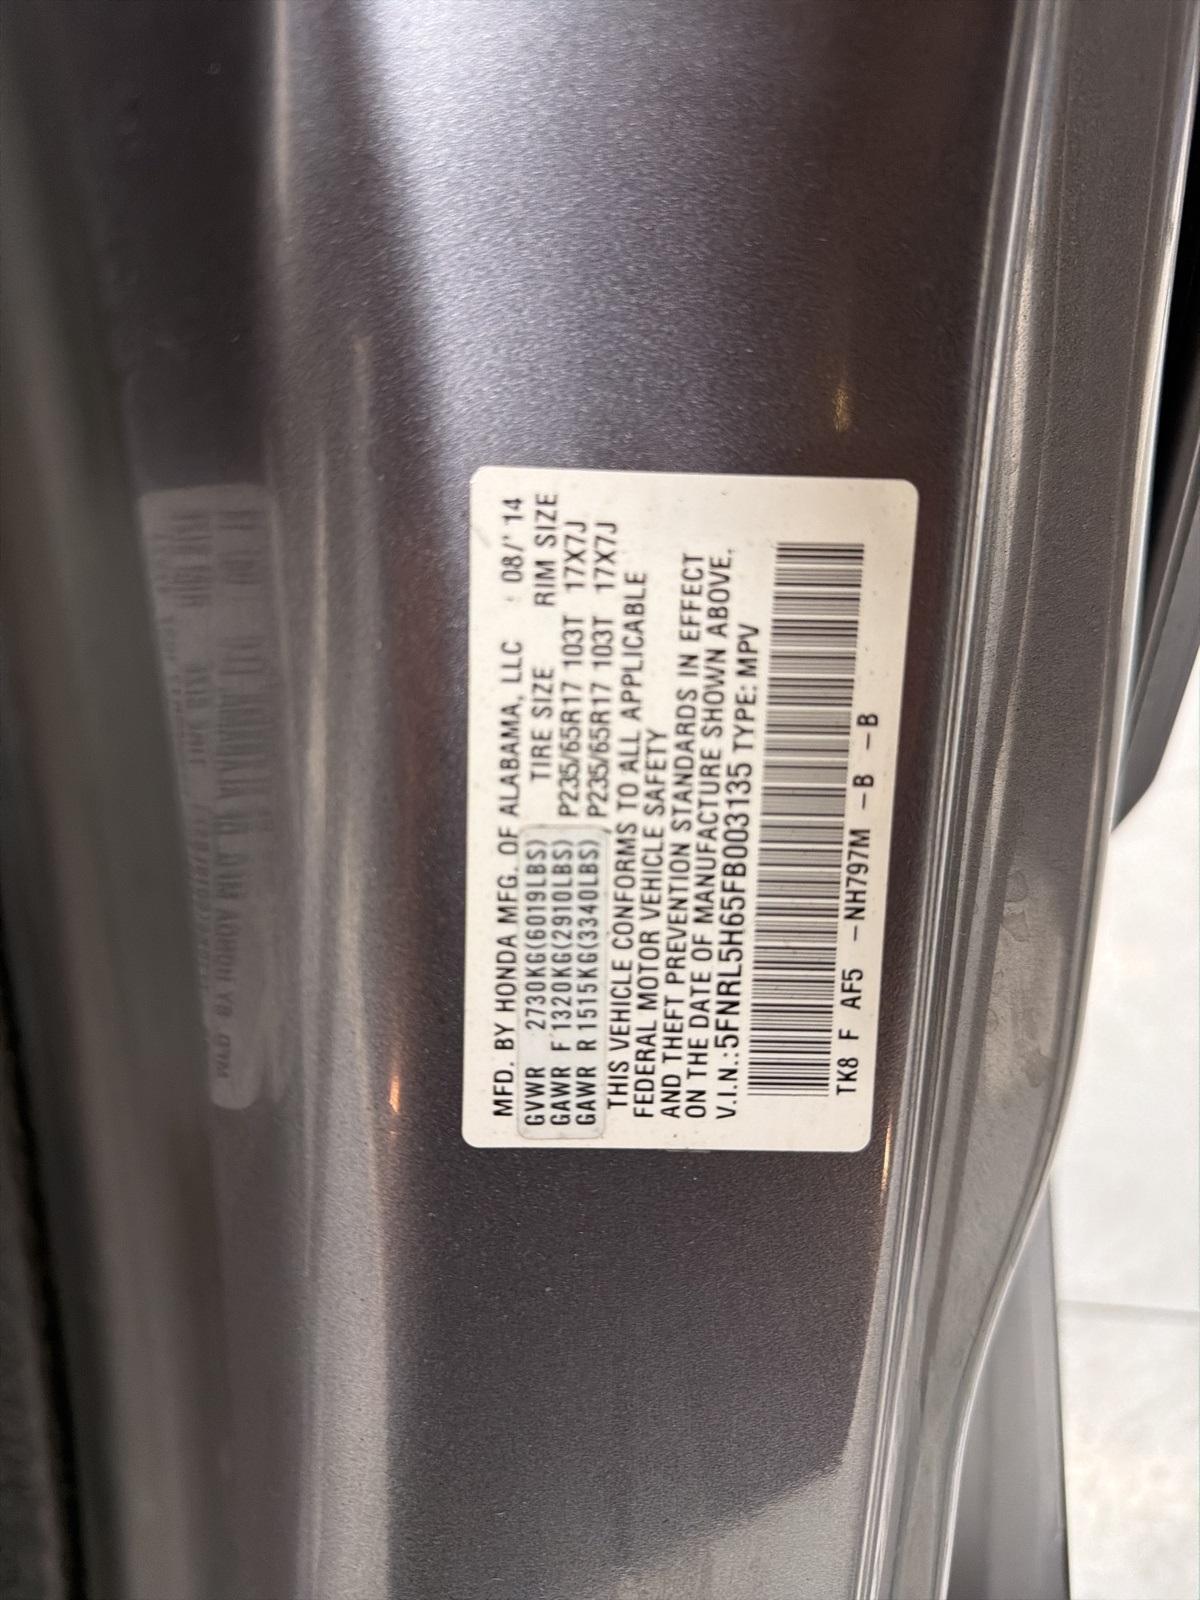 MFD. BY HONDA MFG. OF ALABAMA, LLC 08/'14
GVWR 2730KG(6019LBS) TIRE SIZE RIM SIZE
GAWR F 1320KG(2910LBS) P235/65R17 103T 17X7J
GAWR R 1515KG(3340LBS) P235/65R17 103T 17X7J
THIS VEHICLE CONFORMS TO ALL APPLICABLE
FEDERAL MOTOR VEHICLE SAFETY
AND THEFT PREVENTION STANDARDS IN EFFECT
ON THE DATE OF MANUFACTURE SHOWN ABOVE.
V.I.N.:5FNRL5H65FB003135 TYPE:MPV
TK8 F AF5 -NH797M -B -B